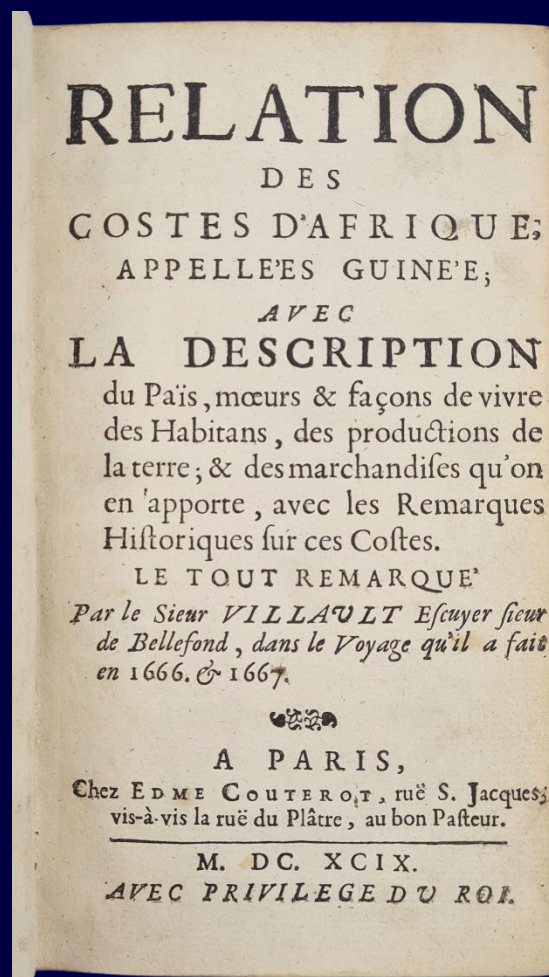 RELATION
DES
COSTES D'AFRIQUE;
APPELLE'ES GUINE'E;
AVEC
LA DESCRIPTION
du Païs, mœurs & façons de vivre
des Habitans, des productions de
la terre; & des marchandiſes qu'on
en 'apporte, avec les Remarques
Hiſtoriques ſur ces Coſtes.
LE TOUT REMARQUE'
Par le Sieur VILLAULT Eſcuyer ſieur
de Bellefond, dans le Voyage qu'il a fait
en 1666. & 1667.
A PARIS,
Chez EDME COUTEROT, ruë S. Jacques;
vis-à-vis la ruë du Plâtre, au bon Paſteur.
M. DC. XCIX.
AVEC PRIVILEGE DU ROI.